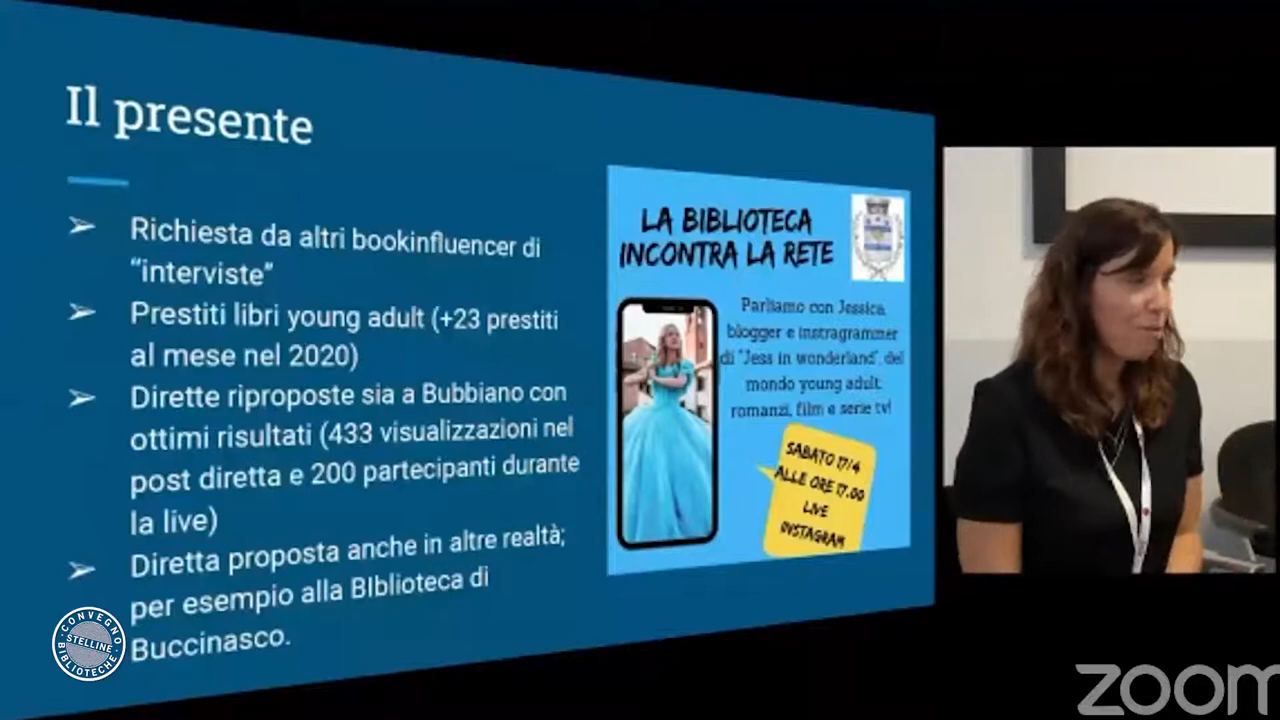 Il presente
➢ Richiesta da altri bookinfluencer di
“interviste”
➢ Prestiti libri young adult (+23 prestiti
al mese nel 2020)
➢ Dirette riproposte sia a Bubbiano con
ottimi risultati (433 visualizzazioni nel
post diretta e 200 partecipanti durante
la live)
➢ Diretta proposta anche in altre realtà;
per esempio alla BIblioteca di
Buccinasco.
LA BIBLIOTECA
INCONTRA LA RETE
Parliamo con Jessica,
blogger e instragrammer
di "Jess in wonderland", del
mondo young adult:
romanzi, film e serie tv!
SABATO 17/4
ALLE ORE 17.00
LIVE
INSTAGRAM
CONVEGNO
STELLINE
BIBLIOTECHE
zoom